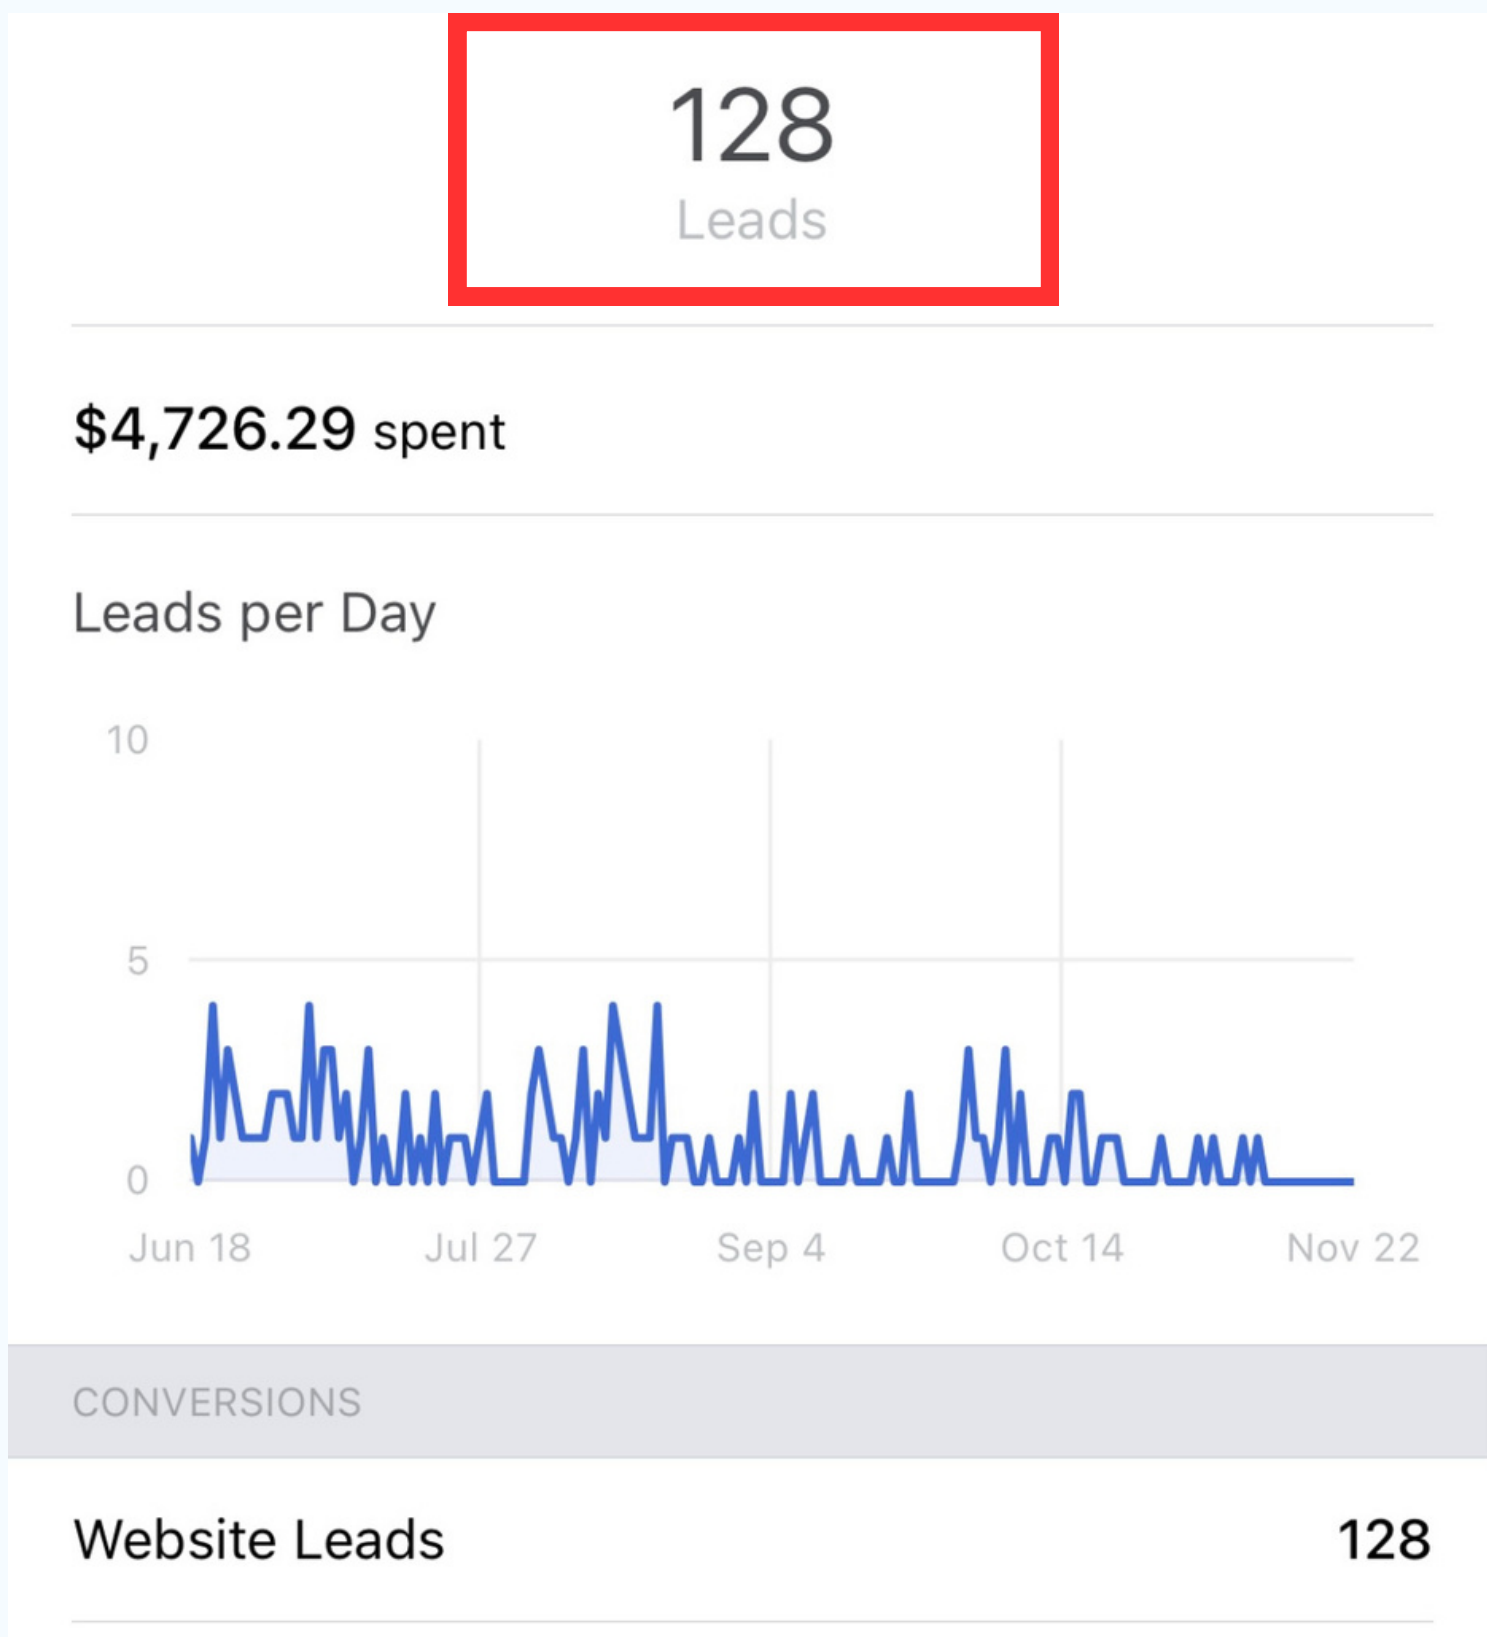 128
Leads
$4,726.29 spent
Leads per Day
10
5
0
Jun 18 Jul 27 Sep 4 Oct 14 Nov 22
CONVERSIONS
Website Leads 128